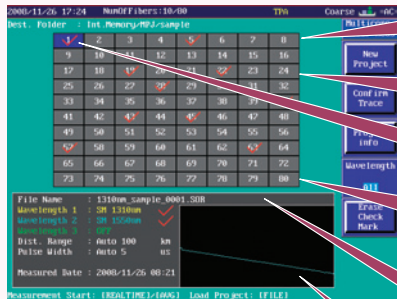 2008/11/26 17:24 NumOfFibers:10/80 TPA Coarse =AC=
Dest. Folder : Int.Memory/MPJ/sample
1 2 3 4 5 6 7 8
9 10 11 12 13 14 15 16
17 18 19 20 21 22 23 24
25 26 27 28 29 30 31 32
33 34 35 36 37 38 39 40
41 42 43 44 45 46 47 48
49 50 51 52 53 54 55 56
57 58 59 60 61 62 63 64
65 66 67 68 69 70 71 72
73 74 75 76 77 78 79 80
New
Project
Confirm
Trace
Info
Wavelength
All
Erase
Check
Mark
File Name : 1310nm_sample_0001.SOR
Wavelength 1 : SM 1310nm
Wavelength 2 : SM 1550nm
Wavelength 3 : OFF
Dist. Range : Auto 100 km
Pulse Width : Auto 5 us
Measured Date : 2008/11/26 08:21
Measurement Start: [REALTIME]/[AVG] Load Project: [FILE]